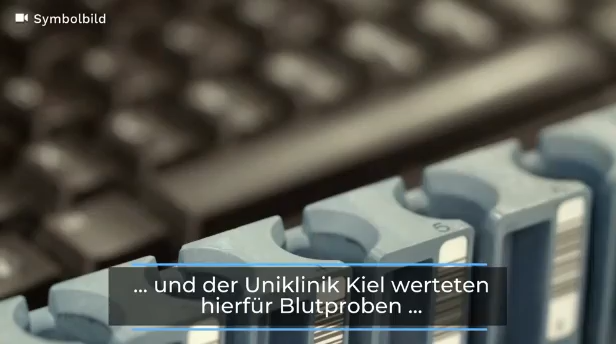 Symbolbild
... und der Uniklinik Kiel werteten
hierfür Blutproben ...